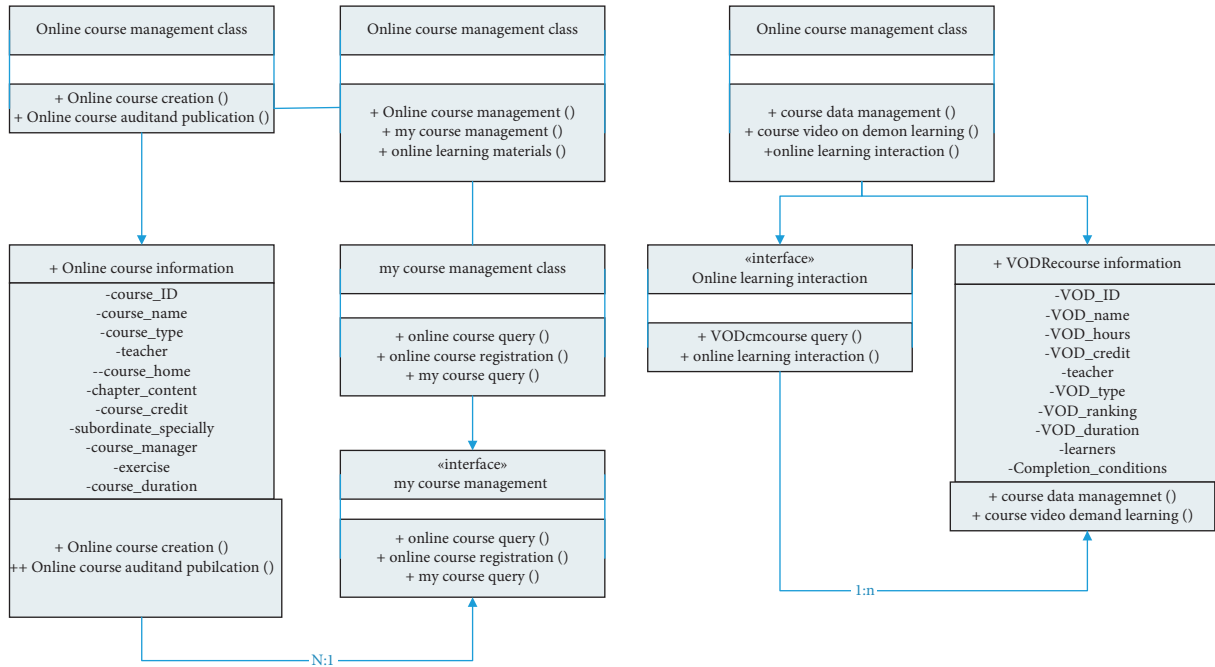 Online course management class
+ Online course creation ()
+ Online course auditand publication ()
Online course management class
+ Online course management ()
+ my course management ()
+ online learning materials ()
Online course management class
+ course data management ()
+ course video on demon learning ()
+online learning interaction ()
+ Online course information
-course_ID
-course_name
-course_type
-teacher
--course_home
-chapter_content
-course_credit
-subordinate_specially
-course_manager
-exercise
-course_duration
+ Online course creation ()
++ Online course auditand pubilcation ()
my course management class
+ online course query ()
+ online course registration ()
+ my course query ()
«interface»
my course management
+ online course query ()
+ online course registration ()
+ my course query ()
«interface»
Online learning interaction
+ VODcmcourse query ()
+ online learning interaction ()
+ VODRecourse information
-VOD_ID
-VOD_name
-VOD_hours
-VOD_credit
-teacher
-VOD_type
-VOD_ranking
-VOD_duration
-learners
-Completion_conditions
+ course data managemnet ()
+ course video demand learning ()
1:n
N:1